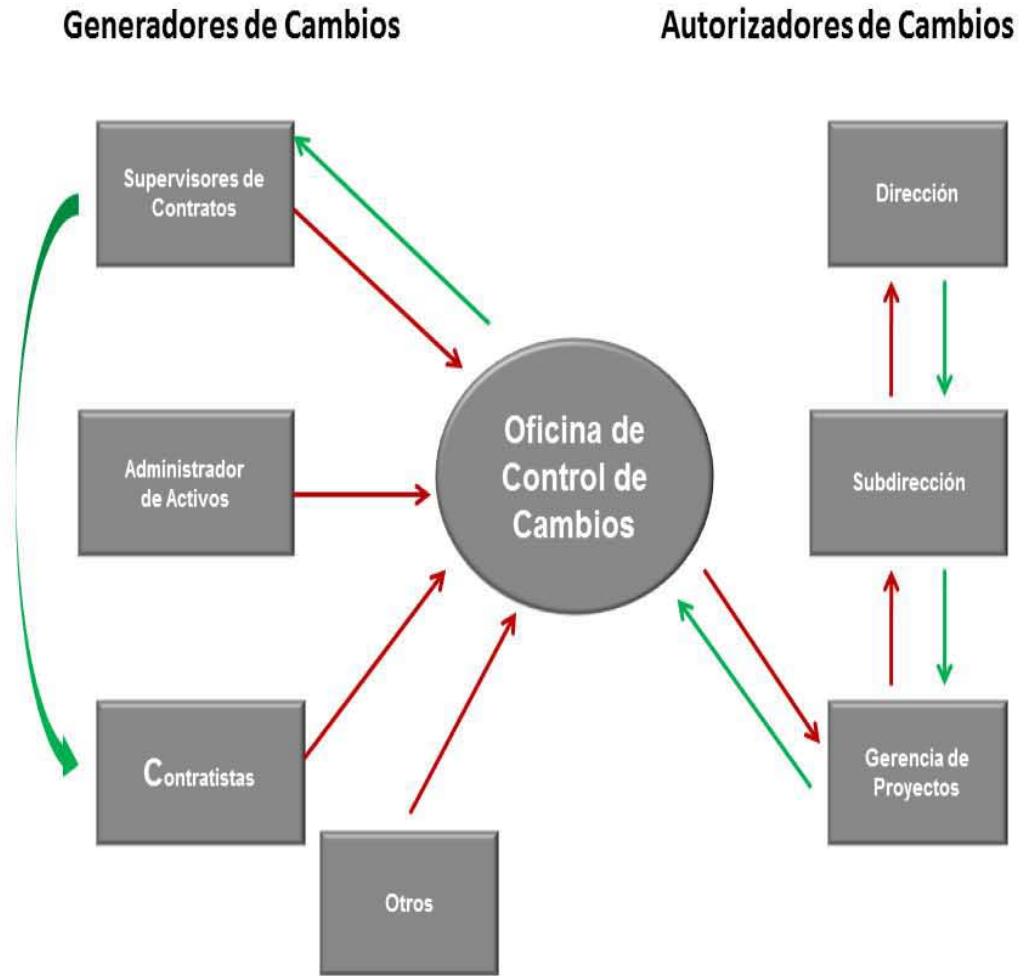 Generadores de Cambios
Autorizadores de Cambios
Supervisores de
Contratos
Dirección
Oficina de
Control de
Cambios
Administrador
de Activos
Subdirección
Contratistas
Gerencia de
Proyectos
Otros